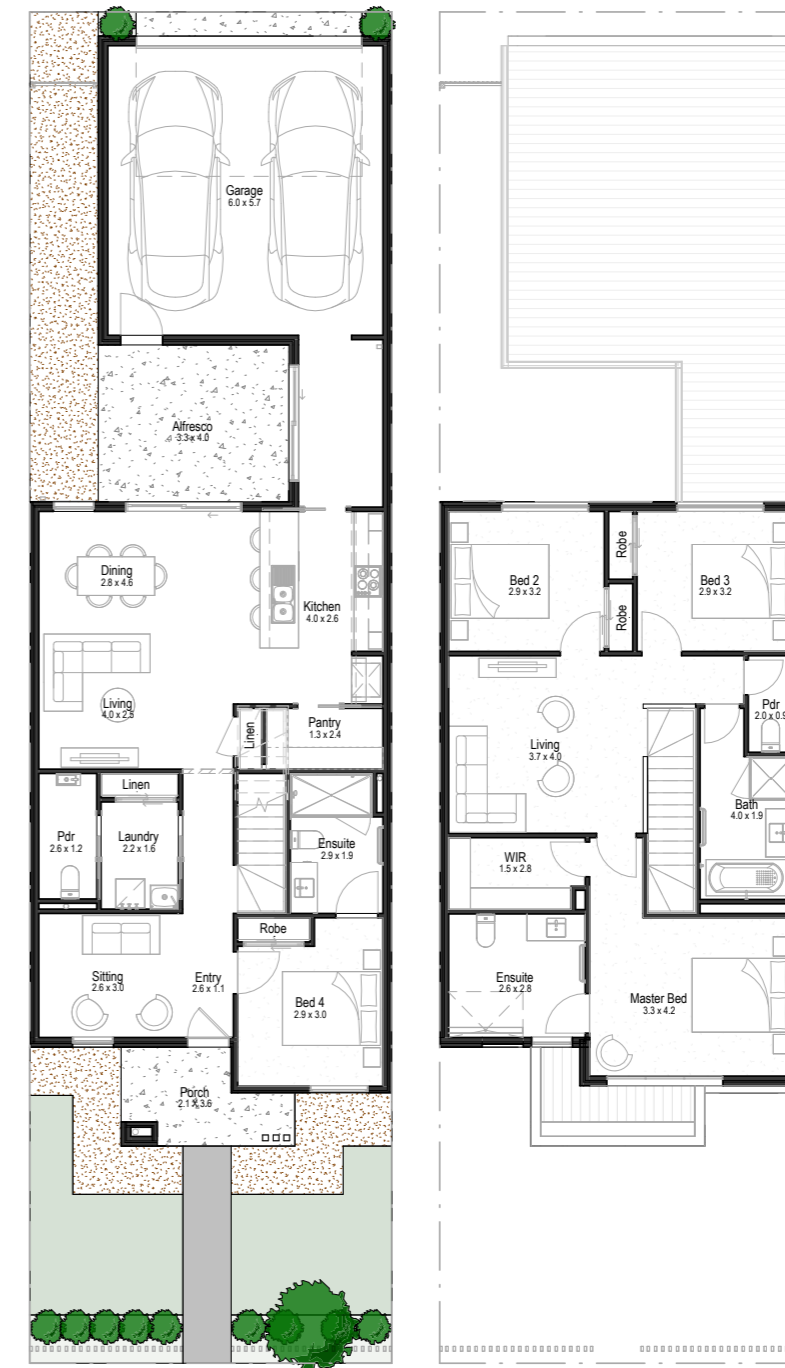 Garage
6.0 x 5.7
Alfresco
3.3 x 4.0
Dining
2.8 x 4.6
Kitchen
4.0 x 2.6
Living
4.0 x 2.5
Linen
Pantry
1.3 x 2.4
Linen
Pdr
2.6 x 1.2
Laundry
2.2 x 1.6
Ensuite
2.9 x 1.9
Robe
Sitting
2.6 x 3.0
Entry
2.6 x 1.1
Bed 4
2.9 x 3.0
Porch
2.1 x 3.6
Bed 2
2.9 x 3.2
Robe
Robe
Bed 3
2.9 x 3.2
Living
3.7 x 4.0
Pdr
2.0 x 0.9
Bath
4.0 x 1.9
WIR
1.5 x 2.8
Ensuite
2.6 x 2.8
Master Bed
3.3 x 4.2